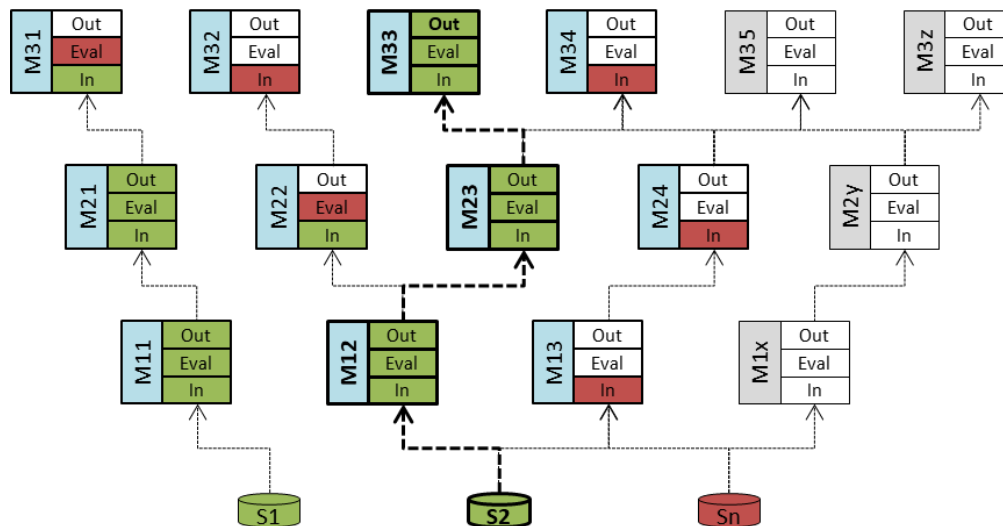 M31
Out
Eval
In
M32
Out
Eval
In
M33
Out
Eval
In
M34
Out
Eval
In
M35
Out
Eval
In
M3z
Out
Eval
In
M21
Out
Eval
In
M22
Out
Eval
In
M23
Out
Eval
In
M24
Out
Eval
In
M2y
Out
Eval
In
M11
Out
Eval
In
M12
Out
Eval
In
M13
Out
Eval
In
M1x
Out
Eval
In
S1
S2
Sn